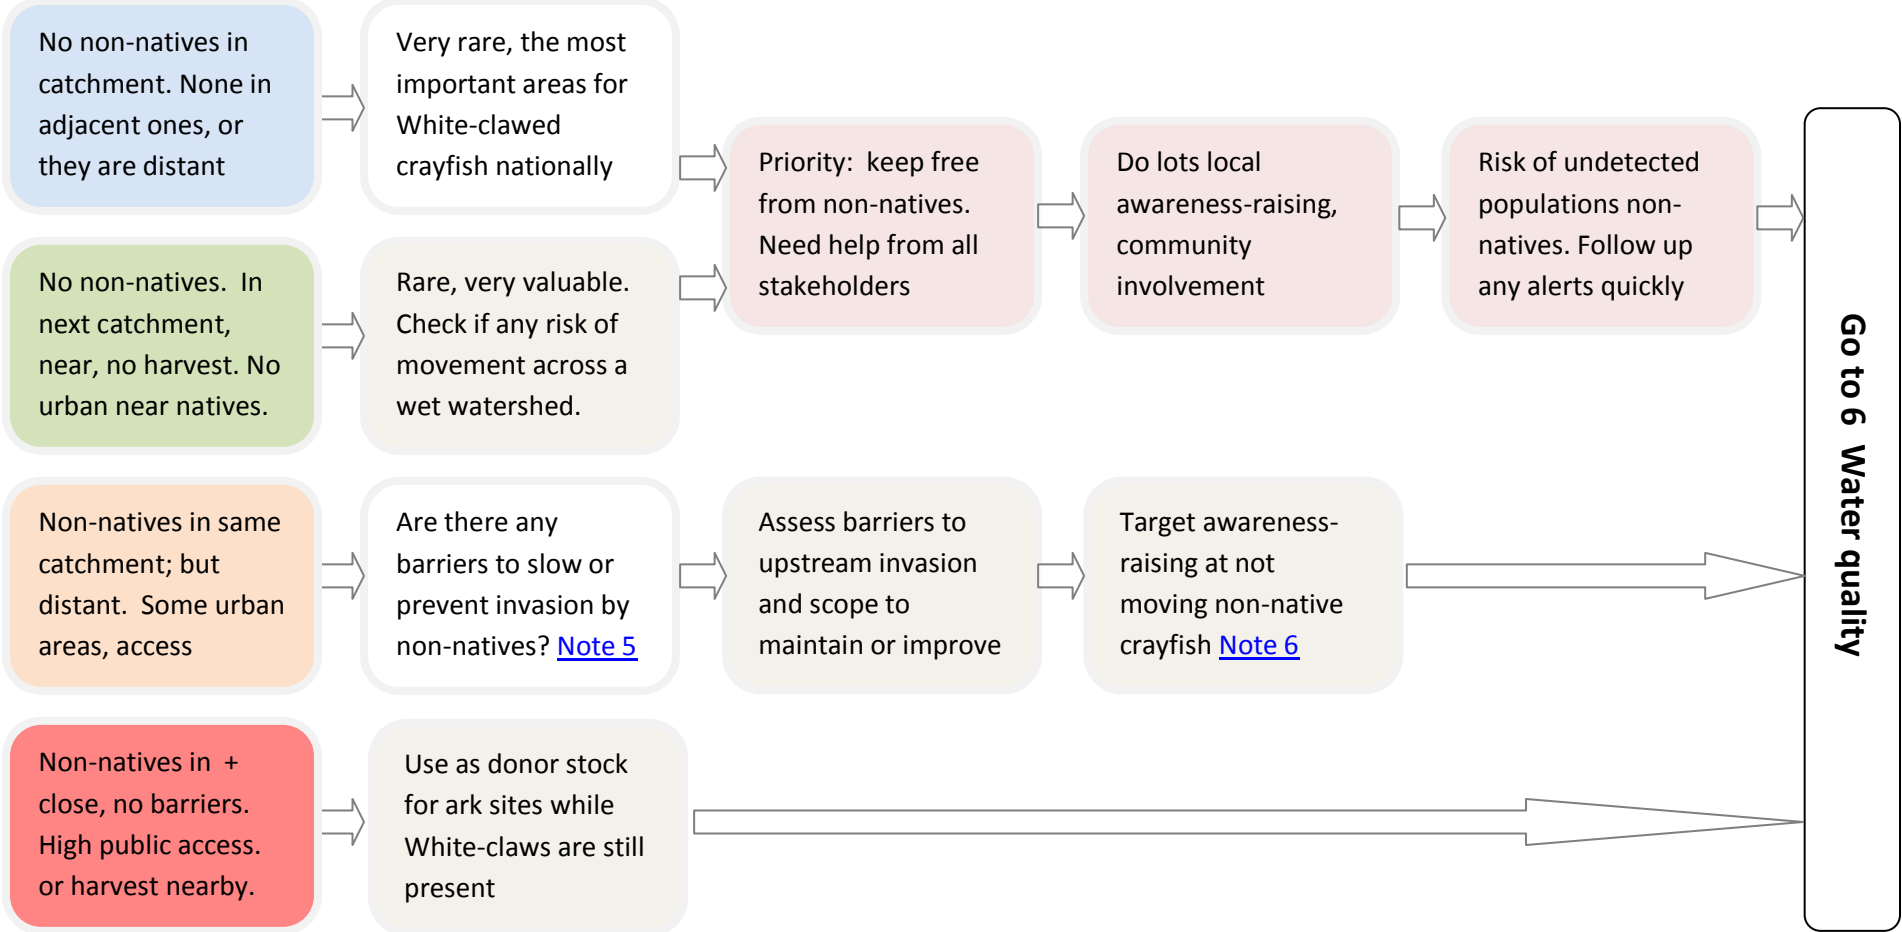 No non-natives in
catchment. None in
adjacent ones, or
they are distant
Very rare, the most
important areas for
White-clawed
crayfish nationally
No non-natives.  In
next catchment,
near, no harvest. No
urban near natives.
Rare, very valuable.
Check if any risk of
movement across a
wet watershed.
Priority:  keep free
from non-natives.
Need help from all
stakeholders
Do lots local
awareness-raising,
community
involvement
Risk of undetected
populations non-
natives. Follow up
any alerts quickly
Non-natives in same
catchment; but
distant.  Some urban
areas, access
Are there any
barriers to slow or
prevent invasion by
non-natives? Note 5
Assess barriers to
upstream invasion
and scope to
maintain or improve
Target awareness-
raising at not
moving non-native
crayfish Note 6
Non-natives in  +
close, no barriers.
High public access.
or harvest nearby.
Use as donor stock
for ark sites while
White-claws are still
present
Go to 6  Water quality